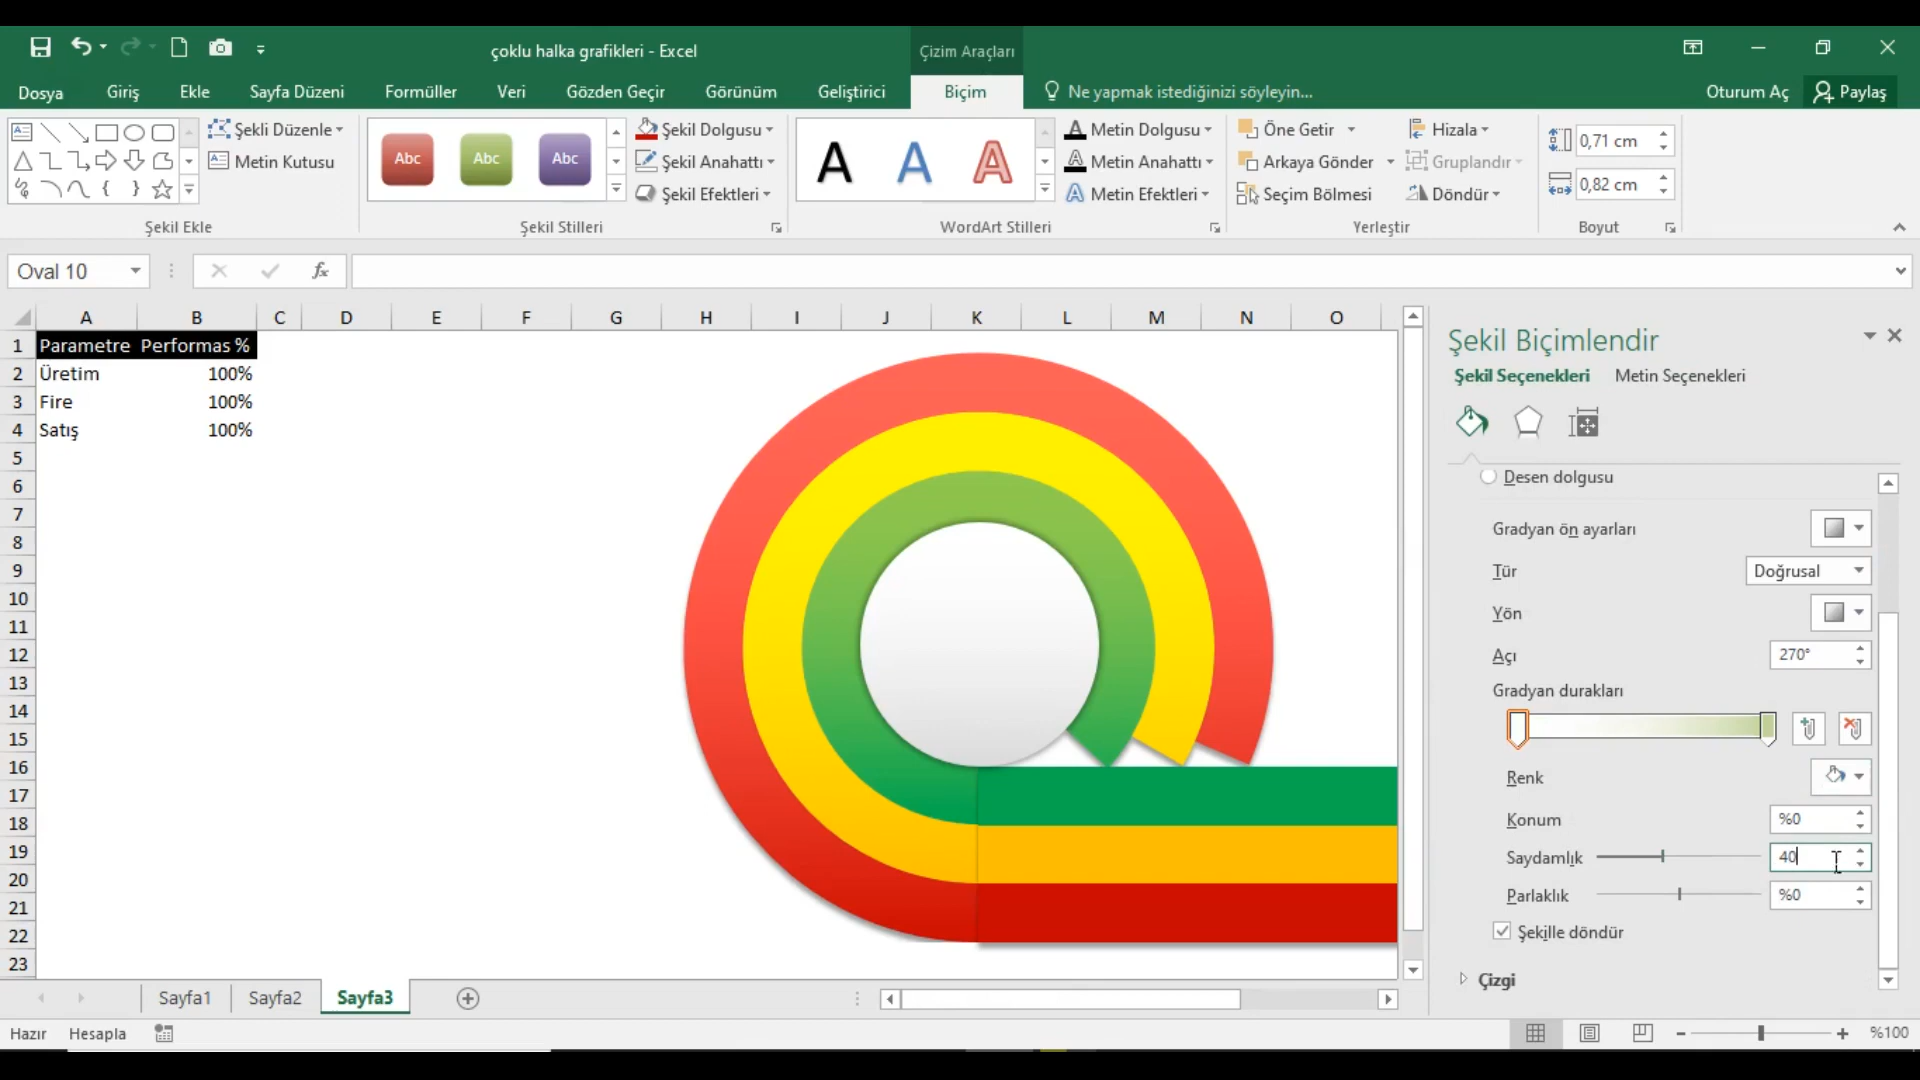 çoklu halka grafikleri - Excel
Çizim Araçları
Dosya Giriş Ekle Sayfa Düzeni Formüller Veri Gözden Geçir Görünüm Geliştirici Biçim Ne yapmak istediğinizi söyleyin... Oturum Aç Paylaş
Şekli Düzenle
Metin Kutusu
Şekil Ekle
Abc Abc Abc
Şekil Dolgusu
Şekil Anahattı
Şekil Efektleri
Şekil Stilleri
A A A
Metin Dolgusu
Metin Anahattı
Metin Efektleri
WordArt Stilleri
Öne Getir
Arkaya Gönder
Seçim Bölmesi
Hizala
Gruplandır
Döndür
Yerleştir
0,71 cm
0,82 cm
Boyut
Oval 10
fx
A B C D E F G H I J K L M N O
1 Parametre Performas %
2 Üretim 100%
3 Fire 100%
4 Satış 100%
5
6
7
8
9
10
11
12
13
14
15
16
17
18
19
20
21
22
23
Şekil Biçimlendir
Şekil Seçenekleri Metin Seçenekleri
Desen dolgusu
Gradyan ön ayarları
Tür Doğrusal
Yön
Açı 270°
Gradyan durakları
Renk
Konum %0
Saydamlık 40
Parlaklık %0
Şekille döndür
Çizgi
Sayfa1 Sayfa2 Sayfa3
Hazır Hesapla %100